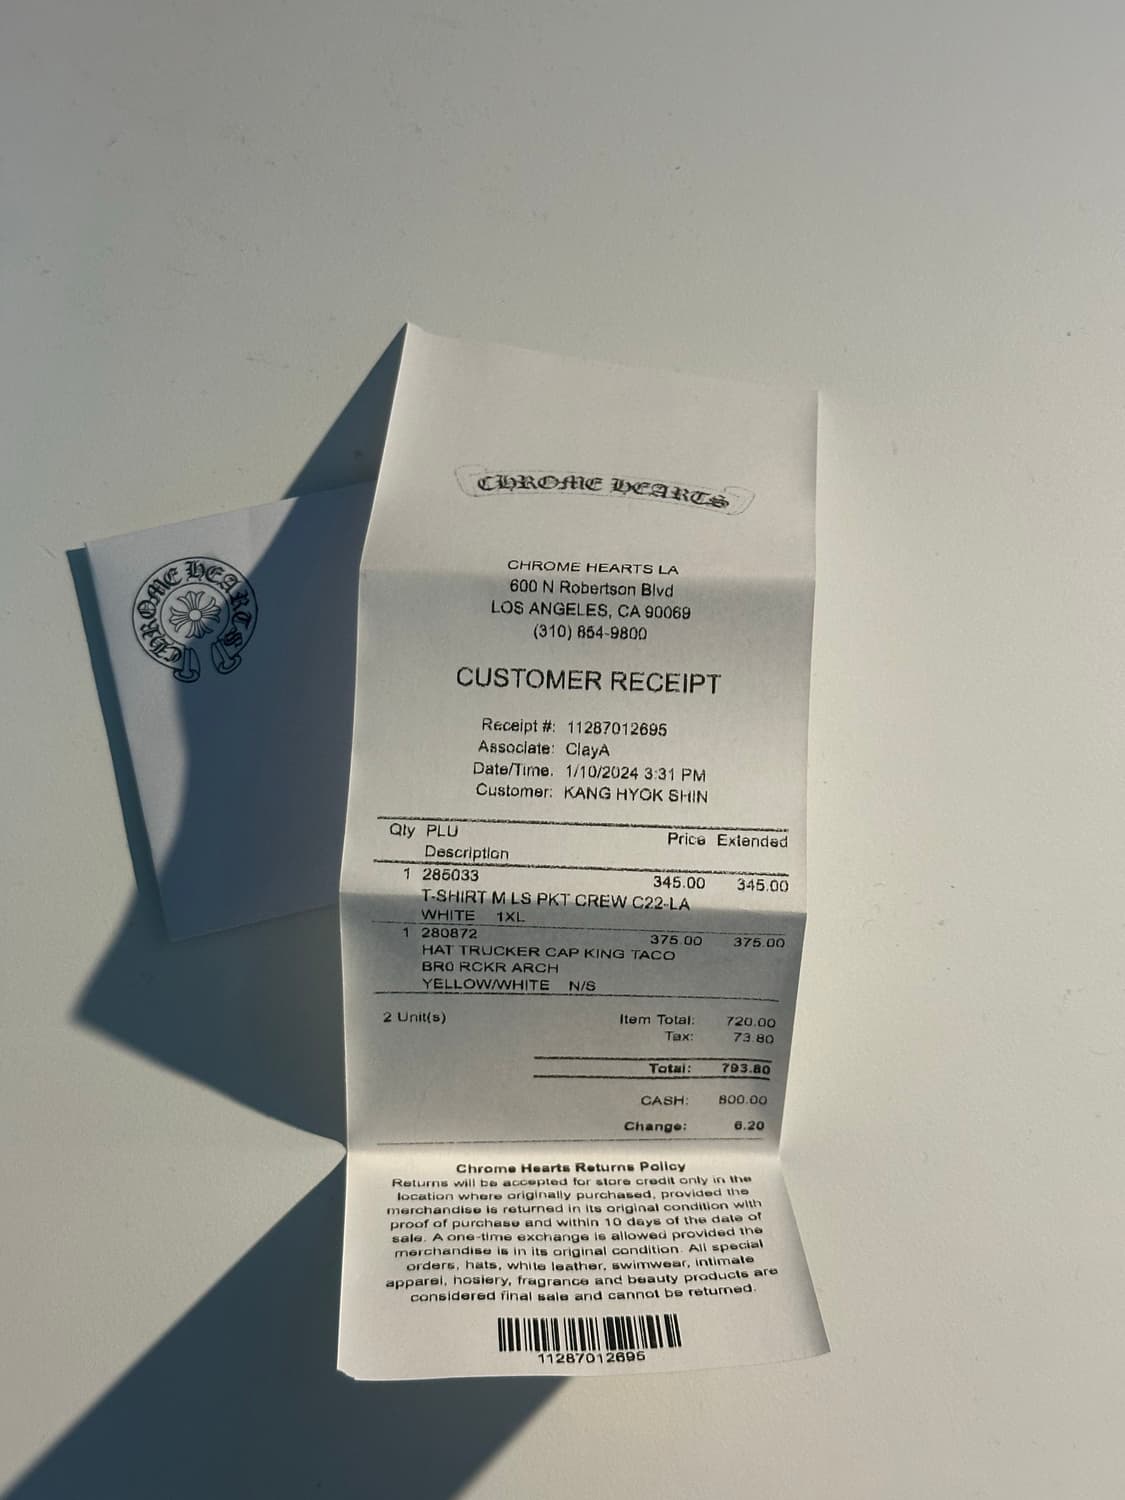 CHROME HEARTS
CHROME HEARTS
CHROME HEARTS LA
600 N Robertson Blvd
LOS ANGELES, CA 90069
(310) 854-9800
CUSTOMER RECEIPT
Receipt #: 11287012695
Associate: ClayA
Date/Time. 1/10/2024 3:31 PM
Customer: KANG HYOK SHIN
Qty PLU Price Extended
Description
1 285033 345.00 345.00
T-SHIRT M LS PKT CREW C22-LA
WHITE 1XL
1 280872 375.00 375.00
HAT TRUCKER CAP KING TACO
BRO RCKR ARCH
YELLOW/WHITE N/S
2 Unit(s) Item Total: 720.00
Tax: 73.80
Total: 793.80
CASH: 800.00
Change: 6.20
Chrome Hearts Returns Policy
Returns will be accepted for store credit only in the
location where originally purchased, provided the
merchandise is returned in its original condition with
proof of purchase and within 10 days of the date of
sale. A one-time exchange is allowed provided the
merchandise is in its original condition. All special
orders, hats, white leather, swimwear, intimate
apparel, hosiery, fragrance and beauty products are
considered final sale and cannot be returned.
11287012695